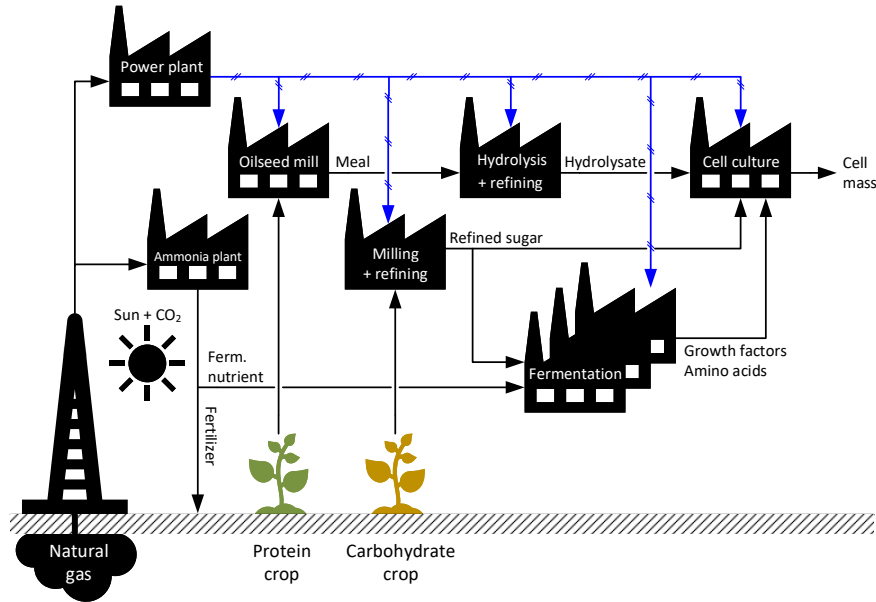 Power plant
Oilseed mill
Meal
Hydrolysis
+ refining
Hydrolysate
Cell culture
Cell
mass
Ammonia plant
Milling
+ refining
Refined sugar
Sun + CO₂
Ferm.
nutrient
Fertilizer
Fermentation
Growth factors
Amino acids
Natural
gas
Protein
crop
Carbohydrate
crop